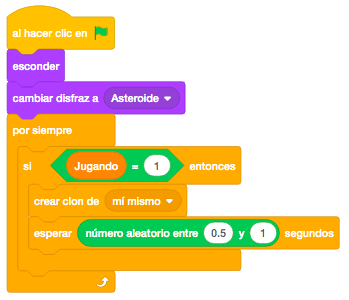 al hacer clic en
esconder
cambiar disfraz a Asteroide
por siempre
si Jugando = 1 entonces
crear clon de mí mismo
esperar número aleatorio entre 0.5 y 1 segundos